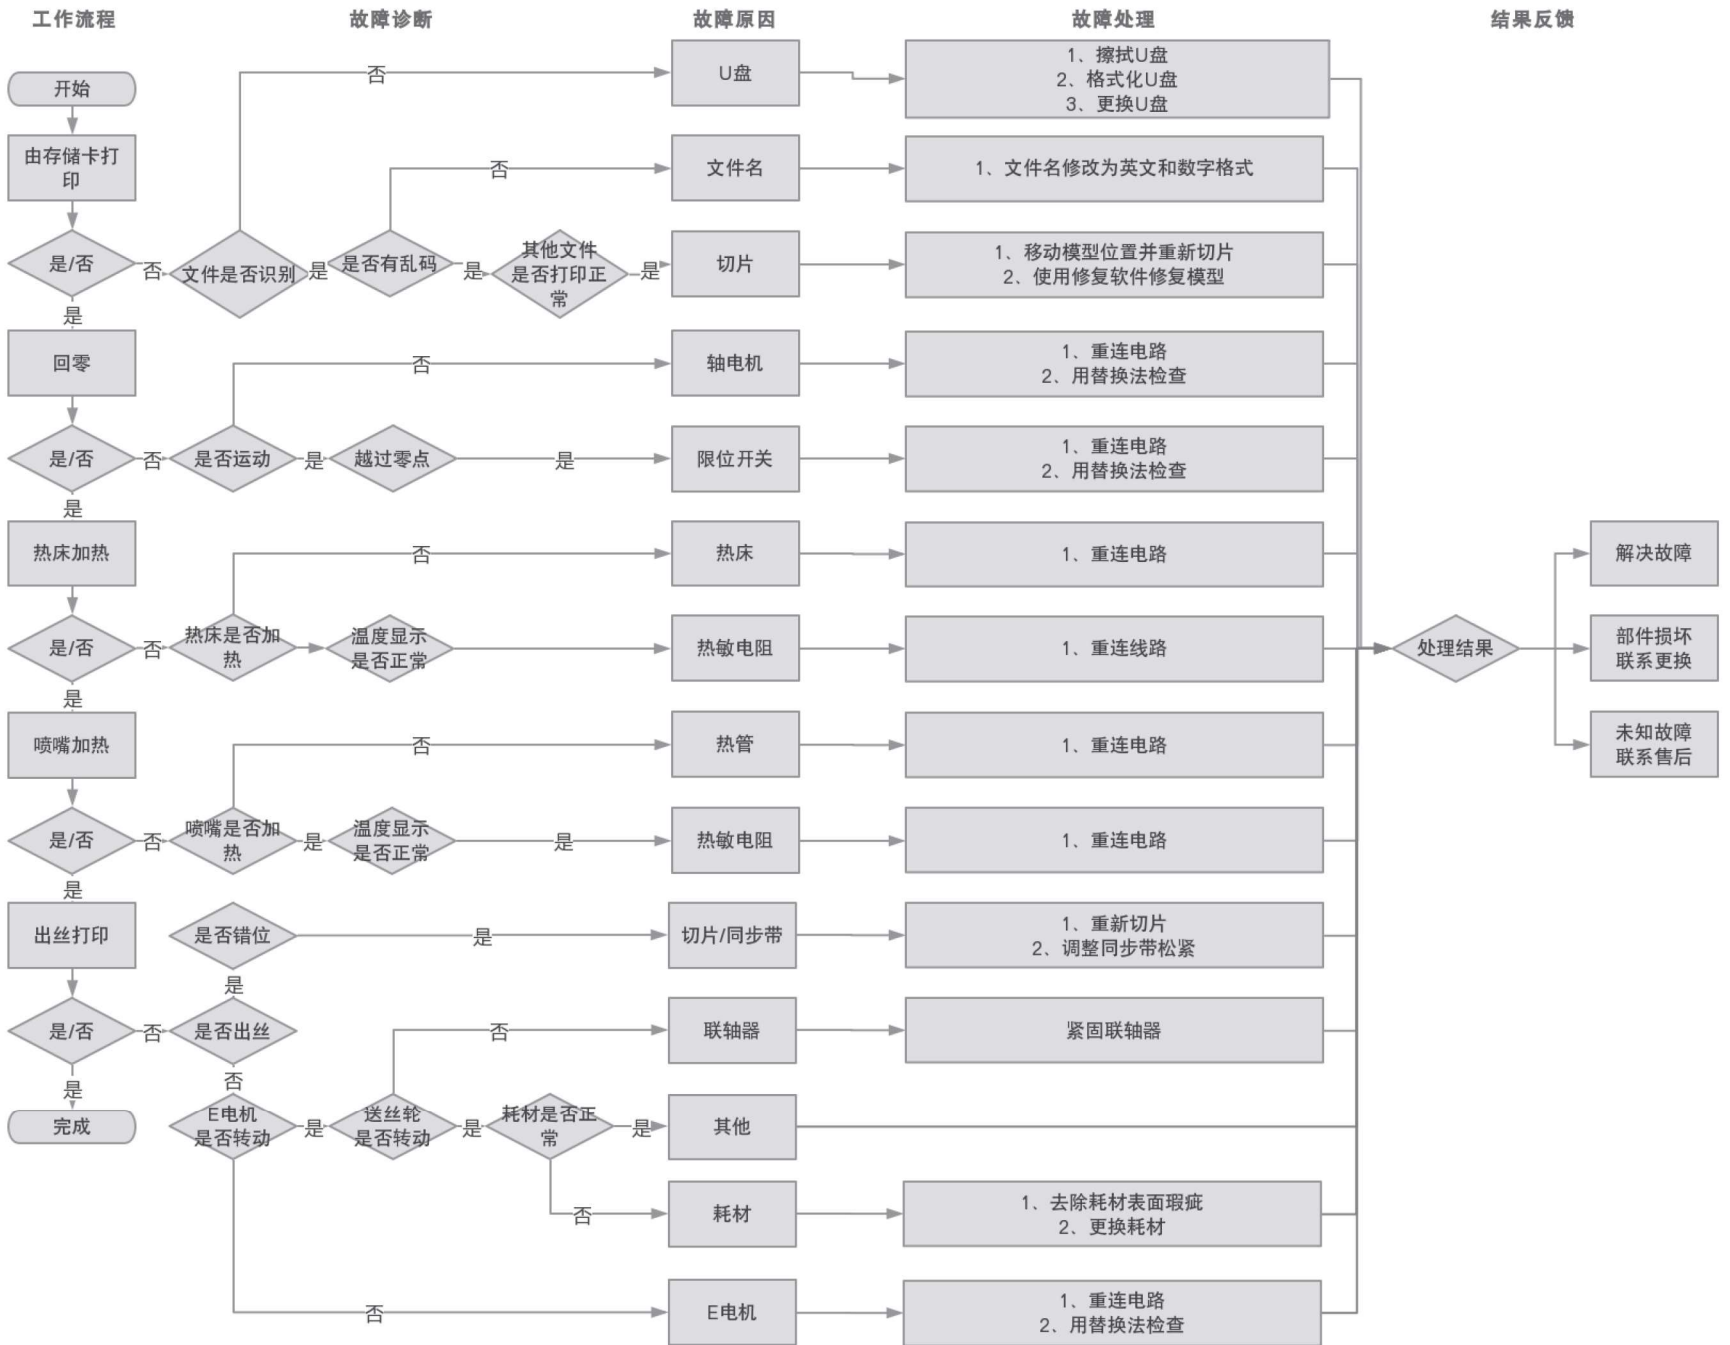 工作流程
故障诊断
故障原因
故障处理
结果反馈
开始
由存储卡打
印
是/否
是
否
文件是否识别
否
是
是否有乱码
否
是
其他文件
是否打印正
常
是
U盘
1、擦拭U盘
2、格式化U盘
3、更换U盘
文件名
1、文件名修改为英文和数字格式
切片
1、移动模型位置并重新切片
2、使用修复软件修复模型
回零
是/否
是
否
是否运动
否
是
越过零点
是
轴电机
1、重连电路
2、用替换法检查
限位开关
1、重连电路
2、用替换法检查
热床加热
是/否
是
否
热床是否加
热
否
温度显示
是否正常
热床
1、重连电路
热敏电阻
1、重连线路
处理结果
解决故障
部件损坏
联系更换
未知故障
联系售后
喷嘴加热
是/否
是
否
喷嘴是否加
热
否
是
温度显示
是否正常
是
热管
1、重连电路
热敏电阻
1、重连电路
出丝打印
是否错位
是
切片/同步带
1、重新切片
2、调整同步带松紧
是
是/否
否
是否出丝
是
完成
否
E电机
是否转动
是
送丝轮
是否转动
否
联轴器
紧固联轴器
是
耗材是否正
常
是
其他
否
耗材
1、去除耗材表面瑕疵
2、更换耗材
否
E电机
1、重连电路
2、用替换法检查